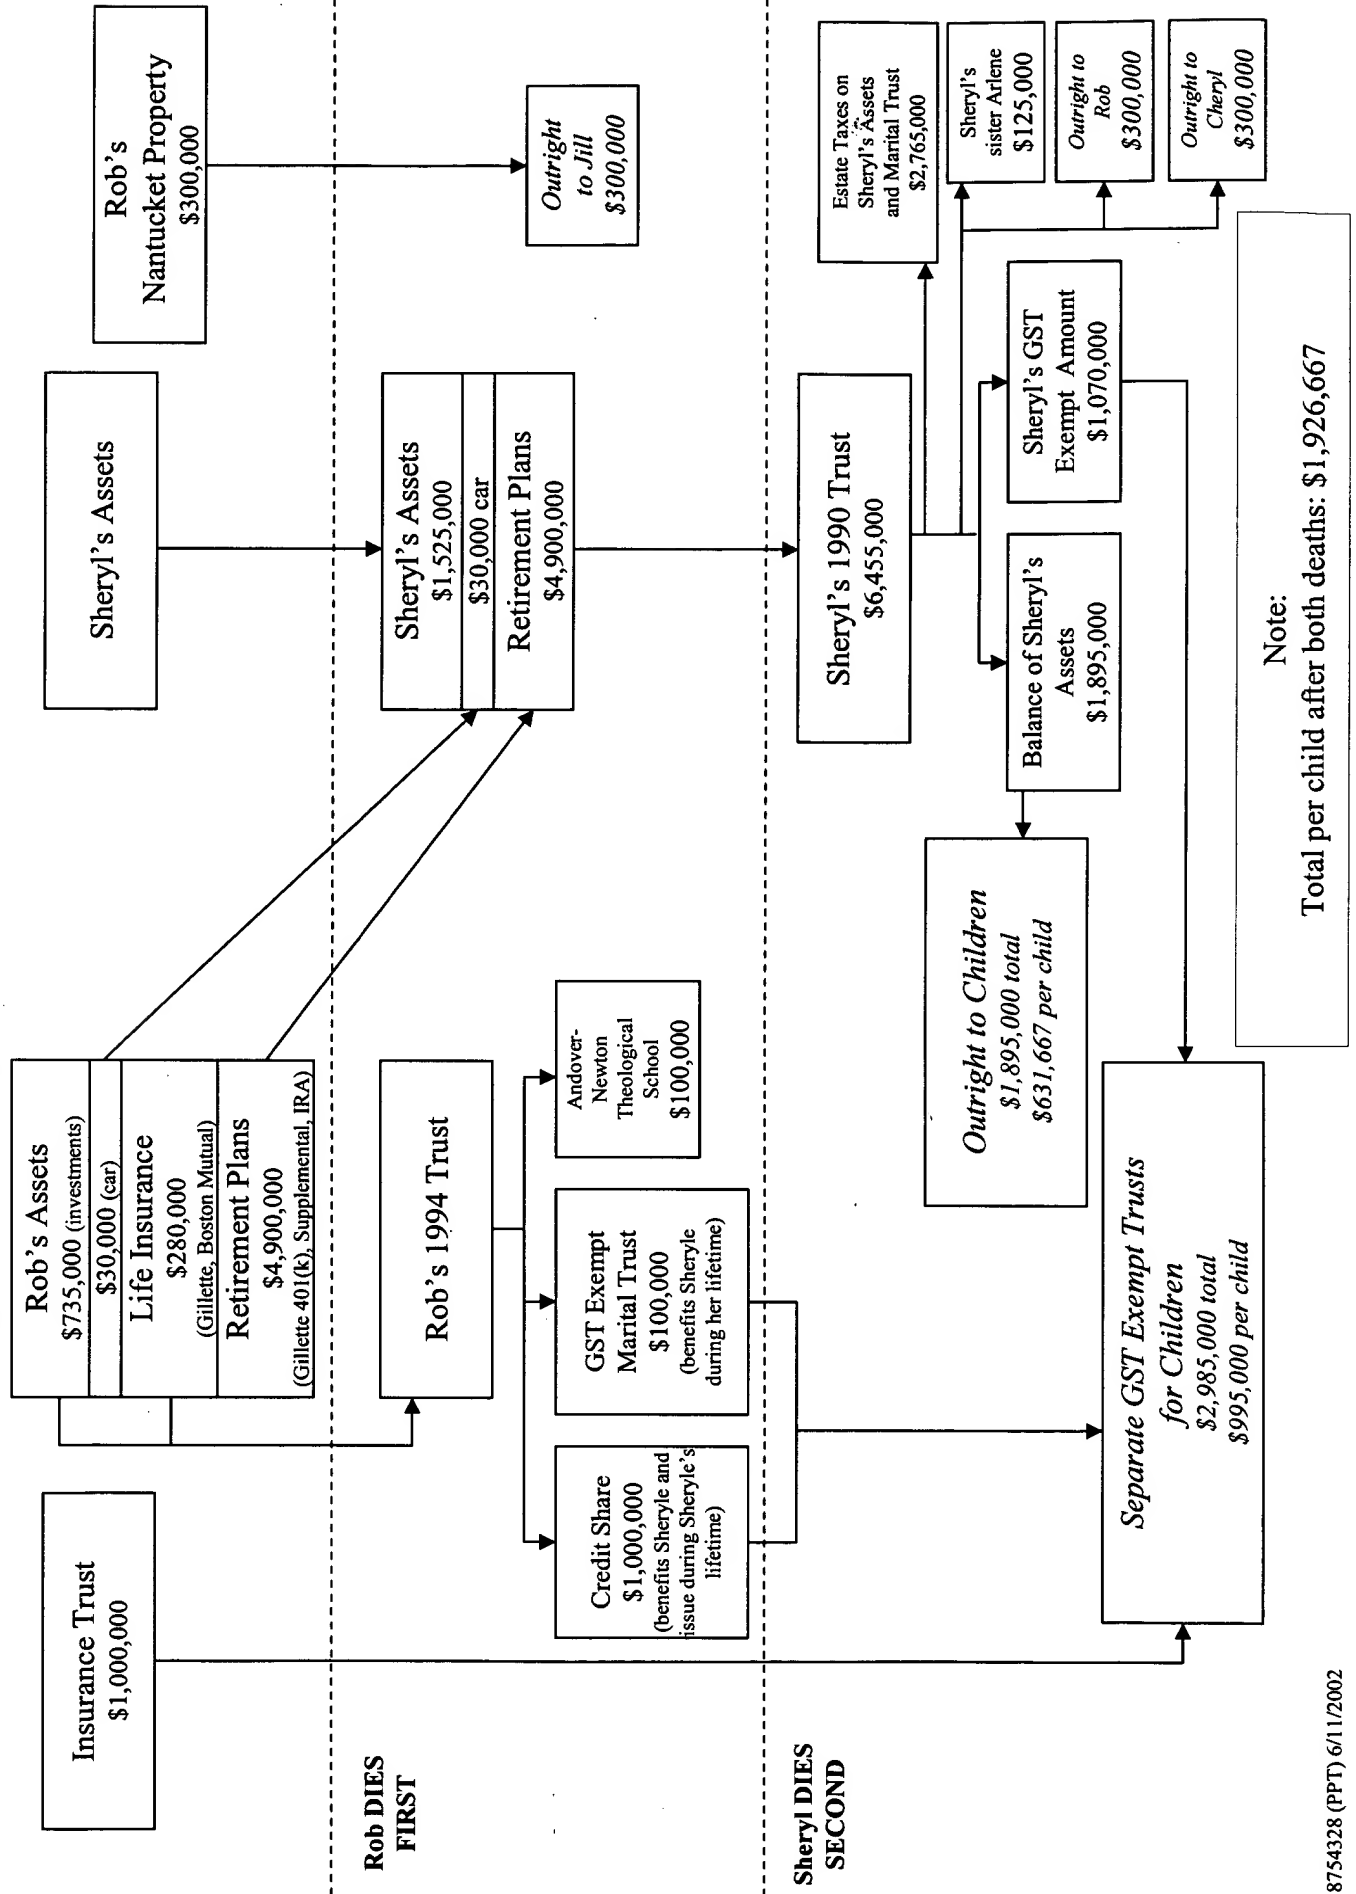 Insurance Trust
$1,000,000
Rob's Assets
$735,000 (investments)
$30,000 (car)
Life Insurance
$280,000
(Gillette, Boston Mutual)
Retirement Plans
$4,900,000
(Gillette 401(k), Supplemental, IRA)
Sheryl's Assets
Rob's
Nantucket Property
$300,000
Rob DIES
FIRST
Rob's 1994 Trust
Sheryl's Assets
$1,525,000
$30,000 car
Retirement Plans
$4,900,000
Outright
to Jill
$300,000
Credit Share
$1,000,000
(benefits Sheryle and
issue during Sheryle's
lifetime)
GST Exempt
Marital Trust
$100,000
(benefits Sheryle
during her lifetime)
Andover-
Newton
Theological
School
$100,000
Sheryl DIES
SECOND
Sheryl's 1990 Trust
$6,455,000
Estate Taxes on
Sheryl's Assets
and Marital Trust
$2,765,000
Sheryl's
sister Arlene
$125,000
Outright to
Rob
$300,000
Outright to
Cheryl
$300,000
Outright to Children
$1,895,000 total
$631,667 per child
Balance of Sheryl's
Assets
$1,895,000
Sheryl's GST
Exempt Amount
$1,070,000
Separate GST Exempt Trusts
for Children
$2,985,000 total
$995,000 per child
Note:
Total per child after both deaths: $1,926,667
8754328 (PPT) 6/11/2002